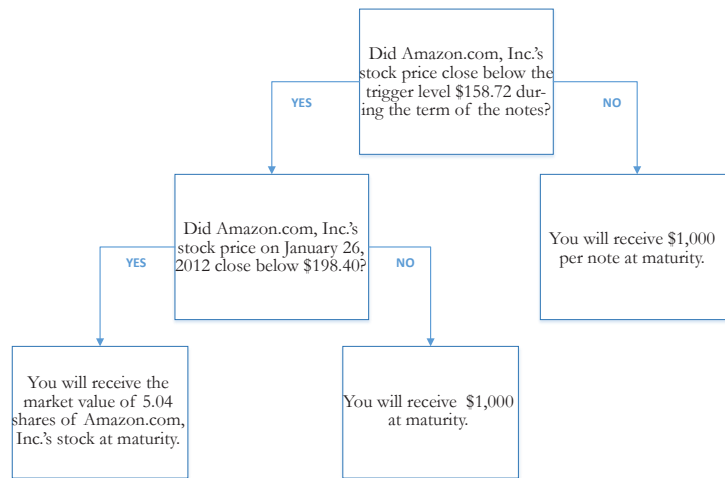 Did Amazon.com, Inc.'s
stock price close below the
trigger level $158.72 dur-
ing the term of the notes?
YES
NO
Did Amazon.com, Inc.'s
stock price on January 26,
2012 close below $198.40?
You will receive $1,000
per note at maturity.
YES
NO
You will receive the
market value of 5.04
shares of Amazon.com,
Inc.'s stock at maturity.
You will receive $1,000
at maturity.